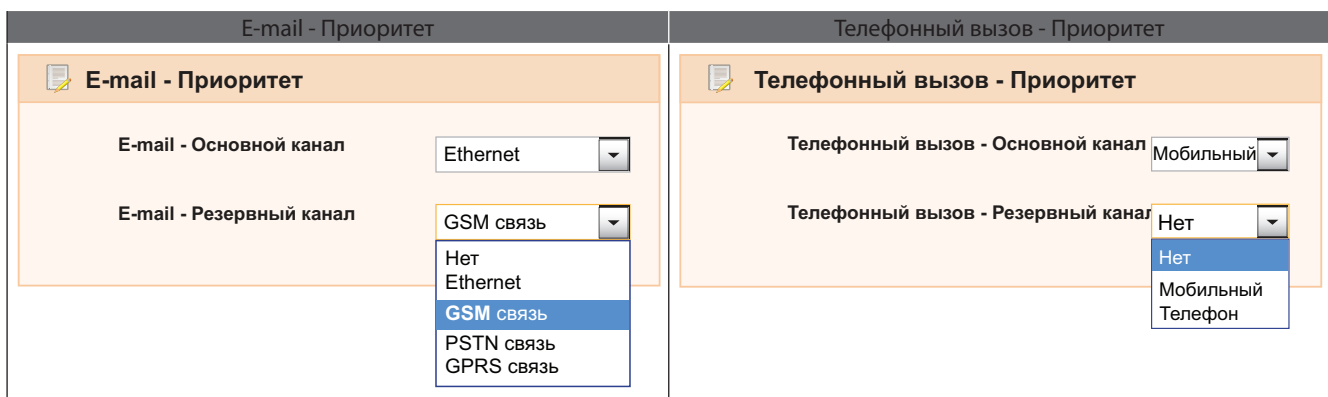 E-mail - Приоритет
E-mail - Приоритет
E-mail - Основной канал
Ethernet
E-mail - Резервный канал
GSM связь
Нет
Ethernet
GSM связь
PSTN связь
GPRS связь
Телефонный вызов - Приоритет
Телефонный вызов - Приоритет
Телефонный вызов - Основной канал
Мобильный
Телефонный вызов - Резервный канал
Нет
Нет
Мобильный
Телефон